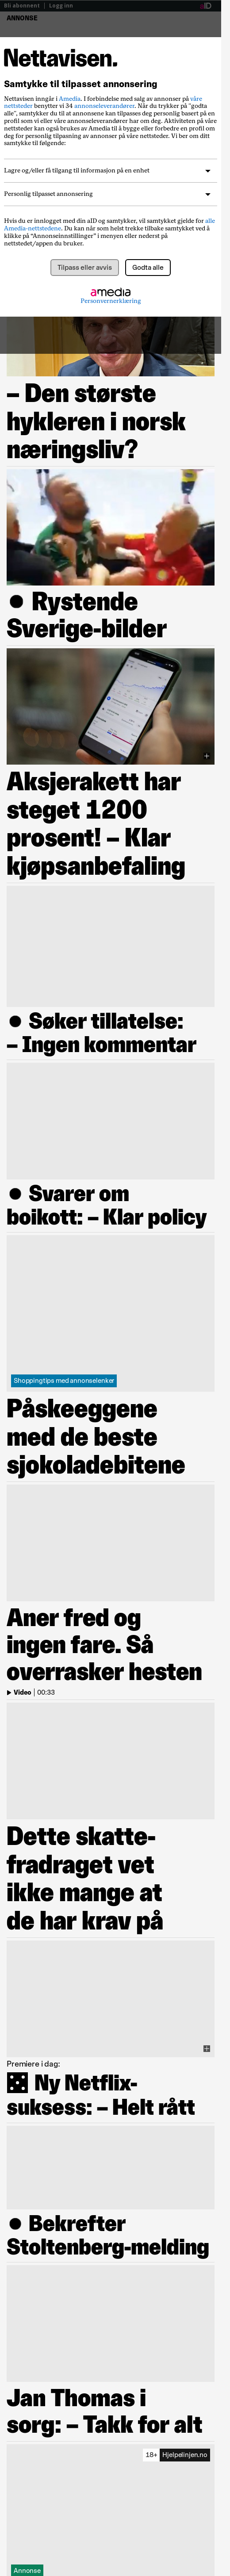 Bli abonnent | Logg inn
aID
ANNONSE
Nettavisen.
Samtykke til tilpasset annonsering
Nettavisen inngår i Amedia. I forbindelse med salg av annonser på våre
nettsteder benytter vi 34 annonseleverandører. Når du trykker på "godta
alle", samtykker du til at annonsene kan tilpasses deg personlig basert på en
profil som vi eller våre annonseleverandører har om deg. Aktiviteten på våre
nettsteder kan også brukes av Amedia til å bygge eller forbedre en profil om
deg for personlig tilpasning av annonser på våre nettsteder. Vi ber om ditt
samtykke til følgende:
Lagre og/eller få tilgang til informasjon på en enhet
Personlig tilpasset annonsering
Hvis du er innlogget med din aID og samtykker, vil samtykket gjelde for alle
Amedia-nettstedene. Du kan når som helst trekke tilbake samtykket ved å
klikke på “Annonseinnstillinger” i menyen eller nederst på
nettstedet/appen du bruker.
Tilpass eller avvis
Godta alle
amedia
Personvernerklæring
– Den største
hykleren i norsk
næringsliv?
Rystende
Sverige-bilder
Aksjerakett har
steget 1200
prosent! – Klar
kjøpsanbefaling
Søker tillatelse:
– Ingen kommentar
Svarer om
boikott: – Klar policy
Shoppingtips med annonselenker
Påskeeggene
med de beste
sjokoladebitene
Aner fred og
ingen fare. Så
overrasker hesten
Video | 00:33
Dette skatte-
fradraget vet
ikke mange at
de har krav på
Premiere i dag:
Ny Netflix-
suksess: – Helt rått
Bekrefter
Stoltenberg-melding
Jan Thomas i
sorg: – Takk for alt
18+ Hjelpelinjen.no
Annonse